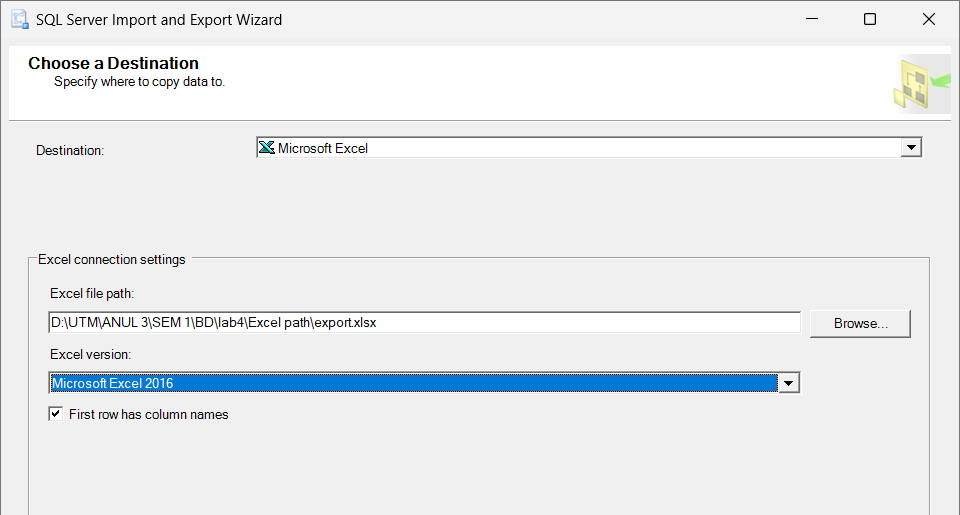 SQL Server Import and Export Wizard
Choose a Destination
Specify where to copy data to.
Destination:
Microsoft Excel
Excel connection settings
Excel file path:
D:\UTM\ANUL 3\SEM 1\BD\lab4\Excel path\export.xlsx
Browse...
Excel version:
Microsoft Excel 2016
First row has column names